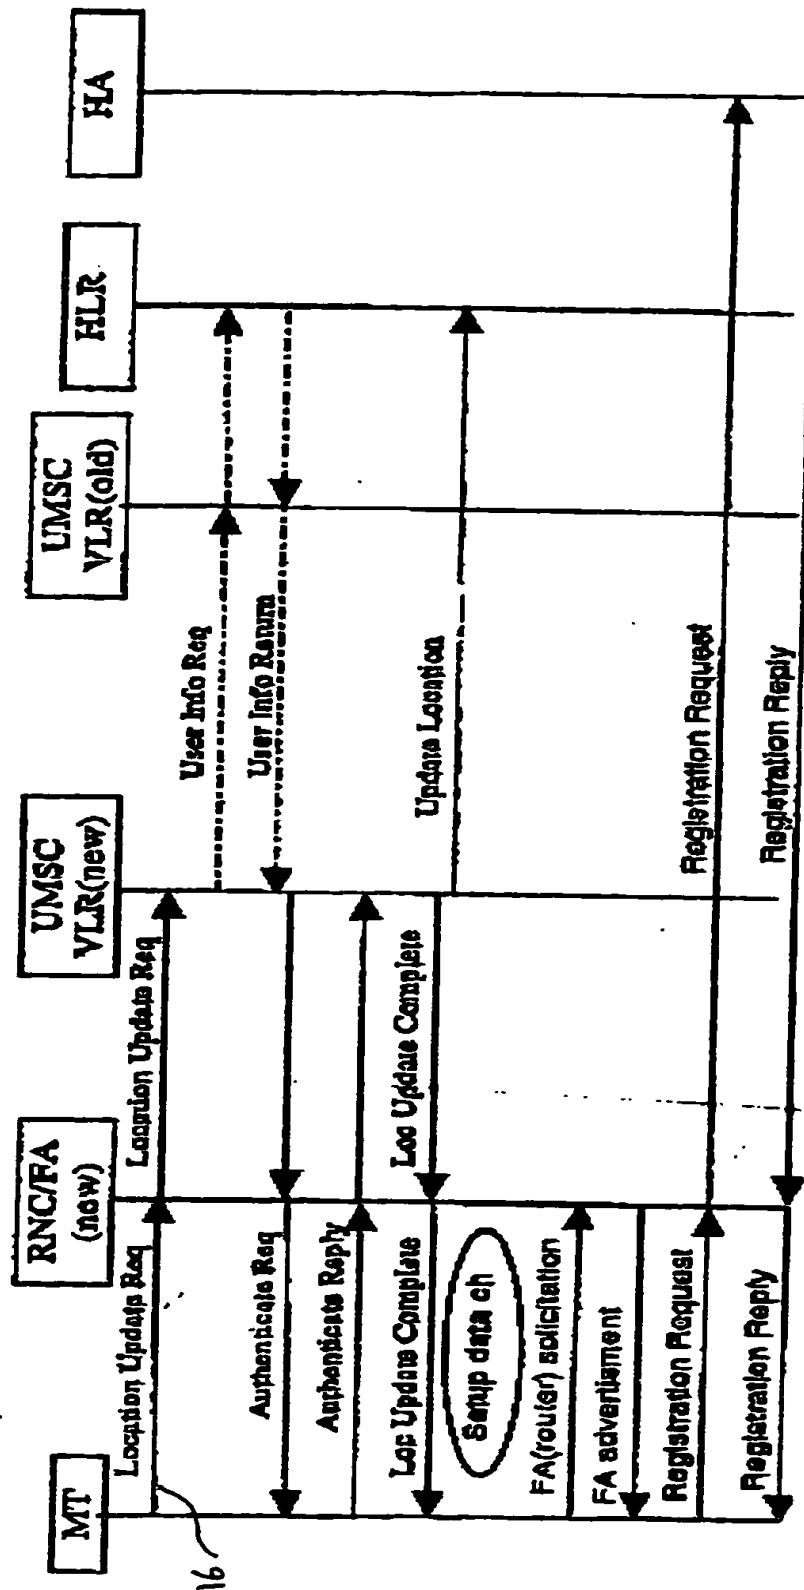 MT
RNC/FA
(now)
UMSC
VLR(new)
UMSC
VLR(old)
HLR
HA
16
Location Update Req
Location Update Req
User Info Req
User Info Return
Authenticate Req
Authenticate Reply
Loc Update Complete
Loc Update Complete
Update Location
Setup data ch
FA(router) solicitation
FA advertisment
Registration Request
Registration Request
Registration Reply
Registration Reply